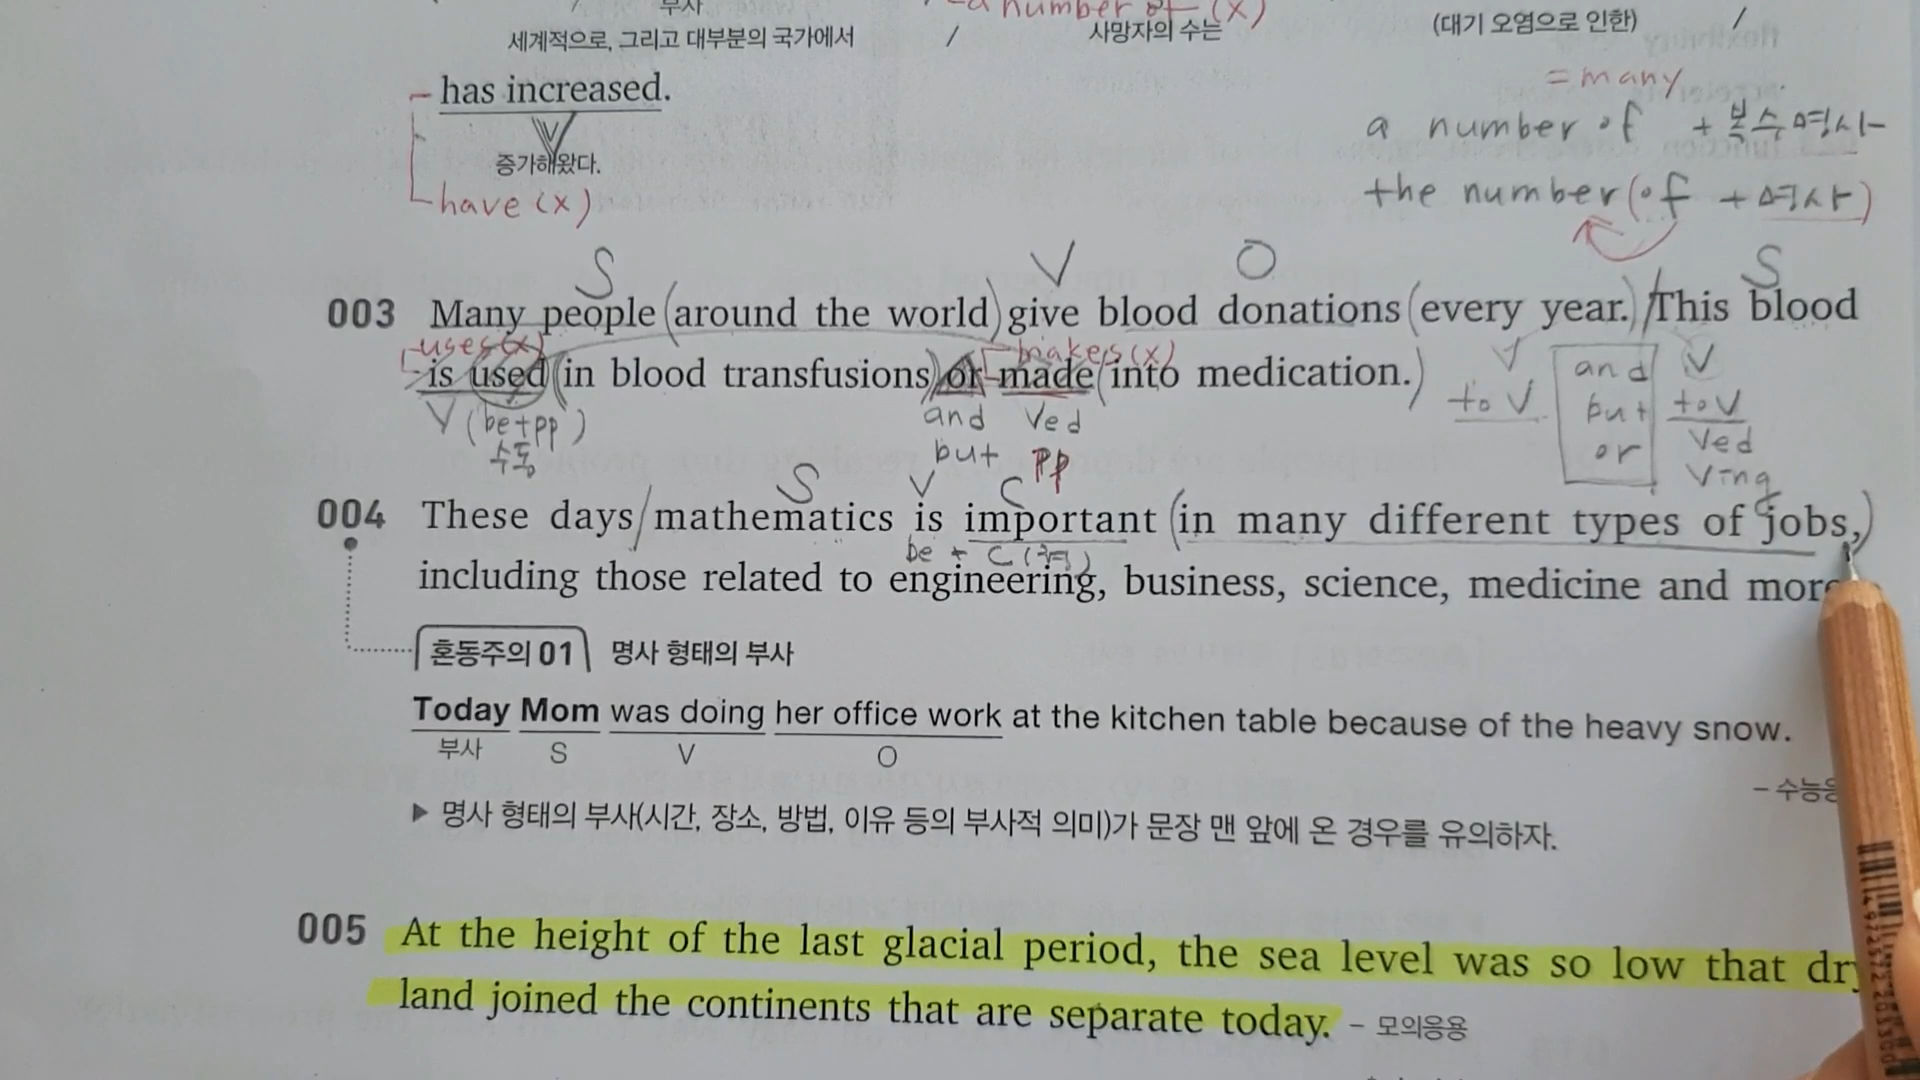 부사
a number of (x)
세계적으로, 그리고 대부분의 국가에서 / 사망자의 수는 (대기 오염으로 인한) /
has increased.
= many
V
a number of + 복수명사
증가해왔다.
have (x)
the number (of + 명사)
S V O S
003 Many people (around the world) give blood donations (every year.) / This blood
uses(x) makes(x)
is used (in blood transfusions) or made (into medication.)
V (be+pp) and Ved
수동 but pp
V and V
to V but to V
or Ved
Ving
S V C
004 These days / mathematics is important (in many different types of jobs,)
be + C
including those related to engineering, business, science, medicine and more
혼동주의 01 명사 형태의 부사
Today Mom was doing her office work at the kitchen table because of the heavy snow.
부사 S V O
– 수능응
▶ 명사 형태의 부사(시간, 장소, 방법, 이유 등의 부사적 의미)가 문장 맨 앞에 온 경우를 유의하자.
005 At the height of the last glacial period, the sea level was so low that dry
land joined the continents that are separate today. – 모의응용